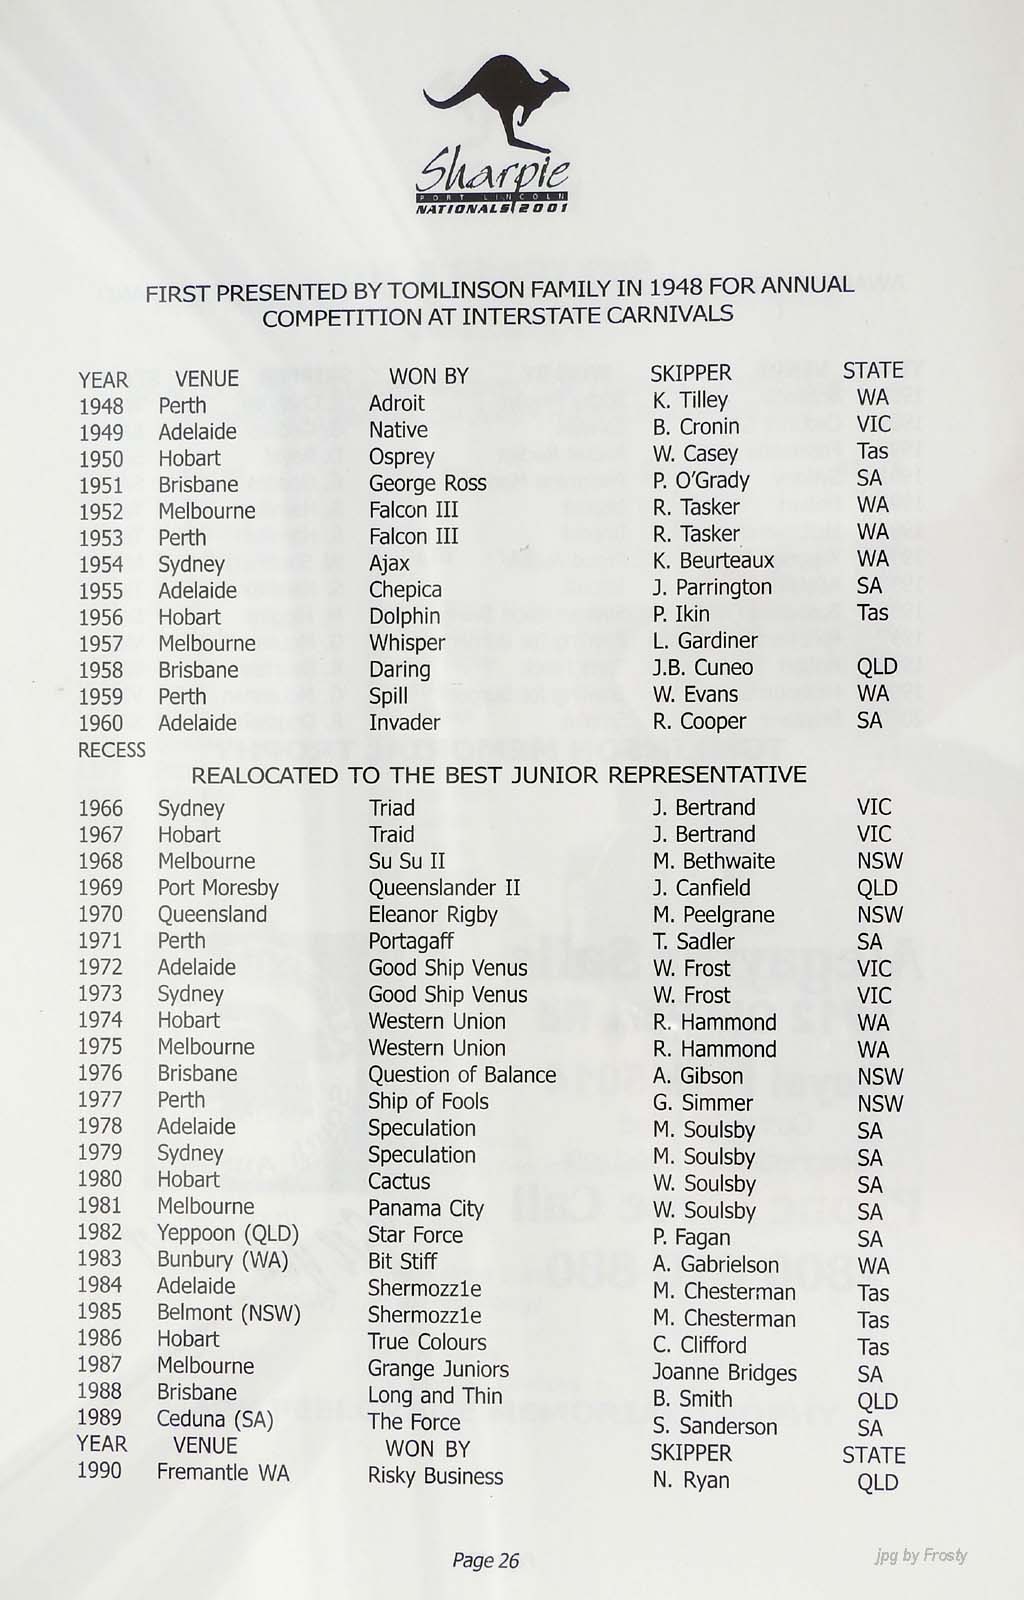 Sharpie
PORT LINCOLN
NATIONALS 2001
FIRST PRESENTED BY TOMLINSON FAMILY IN 1948 FOR ANNUAL
COMPETITION AT INTERSTATE CARNIVALS
YEAR VENUE WON BY SKIPPER STATE
1948 Perth Adroit K. Tilley WA
1949 Adelaide Native B. Cronin VIC
1950 Hobart Osprey W. Casey Tas
1951 Brisbane George Ross P. O'Grady SA
1952 Melbourne Falcon III R. Tasker WA
1953 Perth Falcon III R. Tasker WA
1954 Sydney Ajax K. Beurteaux WA
1955 Adelaide Chepica J. Parrington SA
1956 Hobart Dolphin P. Ikin Tas
1957 Melbourne Whisper L. Gardiner
1958 Brisbane Daring J.B. Cuneo QLD
1959 Perth Spill W. Evans WA
1960 Adelaide Invader R. Cooper SA
RECESS
REALOCATED TO THE BEST JUNIOR REPRESENTATIVE
1966 Sydney Triad J. Bertrand VIC
1967 Hobart Traid J. Bertrand VIC
1968 Melbourne Su Su II M. Bethwaite NSW
1969 Port Moresby Queenslander II J. Canfield QLD
1970 Queensland Eleanor Rigby M. Peelgrane NSW
1971 Perth Portagaff T. Sadler SA
1972 Adelaide Good Ship Venus W. Frost VIC
1973 Sydney Good Ship Venus W. Frost VIC
1974 Hobart Western Union R. Hammond WA
1975 Melbourne Western Union R. Hammond WA
1976 Brisbane Question of Balance A. Gibson NSW
1977 Perth Ship of Fools G. Simmer NSW
1978 Adelaide Speculation M. Soulsby SA
1979 Sydney Speculation M. Soulsby SA
1980 Hobart Cactus W. Soulsby SA
1981 Melbourne Panama City W. Soulsby SA
1982 Yeppoon (QLD) Star Force P. Fagan SA
1983 Bunbury (WA) Bit Stiff A. Gabrielson WA
1984 Adelaide Shermozz1e M. Chesterman Tas
1985 Belmont (NSW) Shermozz1e M. Chesterman Tas
1986 Hobart True Colours C. Clifford Tas
1987 Melbourne Grange Juniors Joanne Bridges SA
1988 Brisbane Long and Thin B. Smith QLD
1989 Ceduna (SA) The Force S. Sanderson SA
YEAR VENUE WON BY SKIPPER STATE
1990 Fremantle WA Risky Business N. Ryan QLD
Page 26
jpg by Frosty